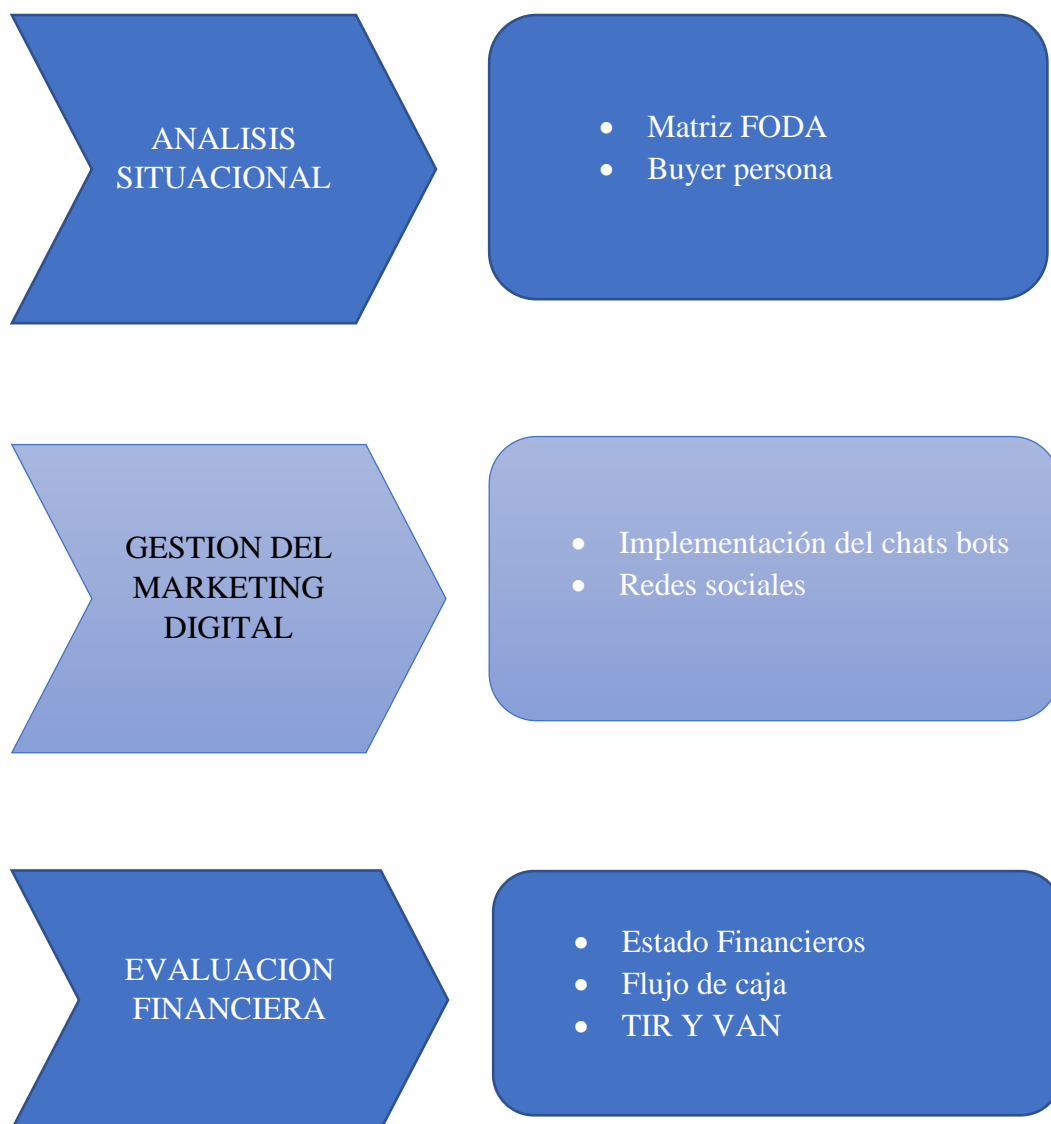 ANALISIS
SITUACIONAL
• Matriz FODA
• Buyer persona
GESTION DEL
MARKETING
DIGITAL
• Implementación del chats bots
• Redes sociales
EVALUACION
FINANCIERA
• Estado Financieros
• Flujo de caja
• TIR Y VAN